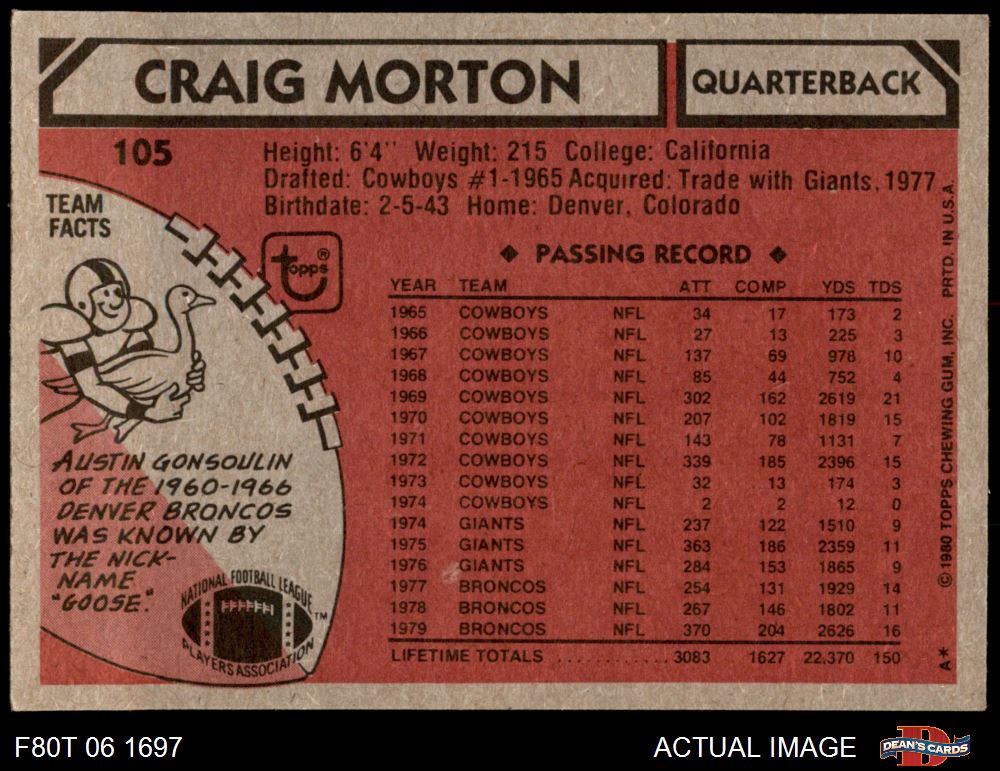 CRAIG MORTON QUARTERBACK
105
Height: 6'4" Weight: 215 College: California
Drafted: Cowboys #1-1965 Acquired: Trade with Giants, 1977
Birthdate: 2-5-43 Home: Denver, Colorado
TEAM
FACTS
topps®
AUSTIN GONSOULIN
OF THE 1960-1966
DENVER BRONCOS
WAS KNOWN BY
THE NICK-
NAME
"GOOSE."
NATIONAL FOOTBALL LEAGUE
PLAYERS ASSOCIATION
TM
◆ PASSING RECORD ◆
YEAR TEAM ATT COMP YDS TDS
1965 COWBOYS NFL 34 17 173 2
1966 COWBOYS NFL 27 13 225 3
1967 COWBOYS NFL 137 69 978 10
1968 COWBOYS NFL 85 44 752 4
1969 COWBOYS NFL 302 162 2619 21
1970 COWBOYS NFL 207 102 1819 15
1971 COWBOYS NFL 143 78 1131 7
1972 COWBOYS NFL 339 185 2396 15
1973 COWBOYS NFL 32 13 174 3
1974 COWBOYS NFL 2 2 12 0
1974 GIANTS NFL 237 122 1510 9
1975 GIANTS NFL 363 186 2359 11
1976 GIANTS NFL 284 153 1865 9
1977 BRONCOS NFL 254 131 1929 14
1978 BRONCOS NFL 267 146 1802 11
1979 BRONCOS NFL 370 204 2626 16
LIFETIME TOTALS .......... 3083 1627 22,370 150
A* © 1980 TOPPS CHEWING GUM, INC. PRTD. IN U.S.A.
F80T 06 1697 ACTUAL IMAGE DEAN'S CARDS